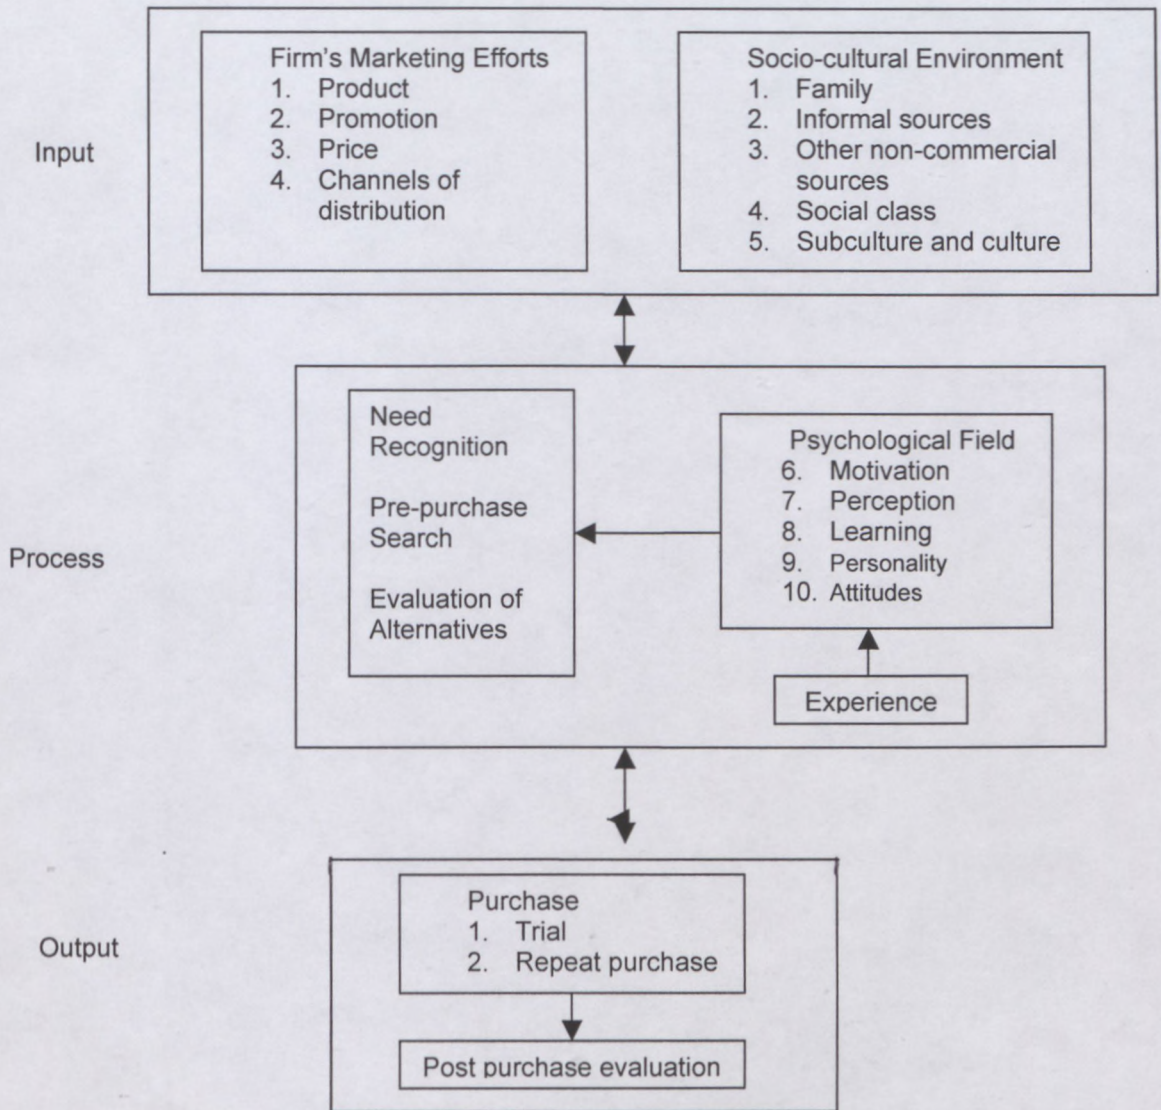 Input
Firm's Marketing Efforts
1. Product
2. Promotion
3. Price
4. Channels of
distribution
Socio-cultural Environment
1. Family
2. Informal sources
3. Other non-commercial
sources
4. Social class
5. Subculture and culture
Process
Need
Recognition
Pre-purchase
Search
Evaluation of
Alternatives
Psychological Field
6. Motivation
7. Perception
8. Learning
9. Personality
10. Attitudes
Experience
Output
Purchase
1. Trial
2. Repeat purchase
Post purchase evaluation